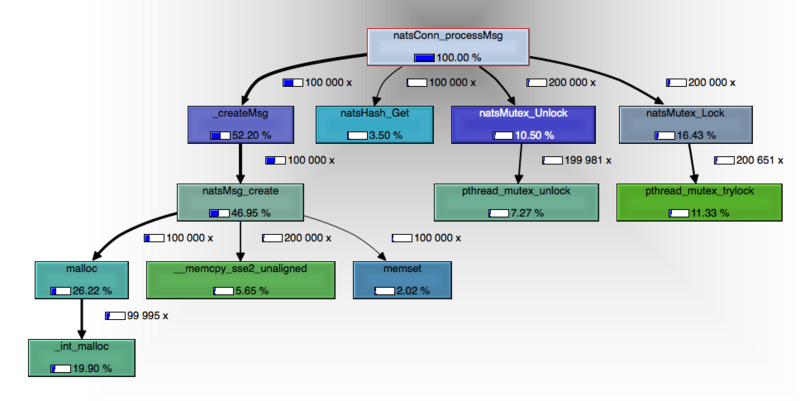 natsConn_processMsg
100.00 %
100 000 x
100 000 x
200 000 x
200 000 x
_createMsg
52.20 %
natsHash_Get
3.50 %
natsMutex_Unlock
10.50 %
natsMutex_Lock
16.43 %
100 000 x
199 981 x
200 651 x
natsMsg_create
46.95 %
pthread_mutex_unlock
7.27 %
pthread_mutex_trylock
11.33 %
100 000 x
200 000 x
100 000 x
malloc
26.22 %
__memcpy_sse2_unaligned
5.65 %
memset
2.02 %
99 995 x
_int_malloc
19.90 %